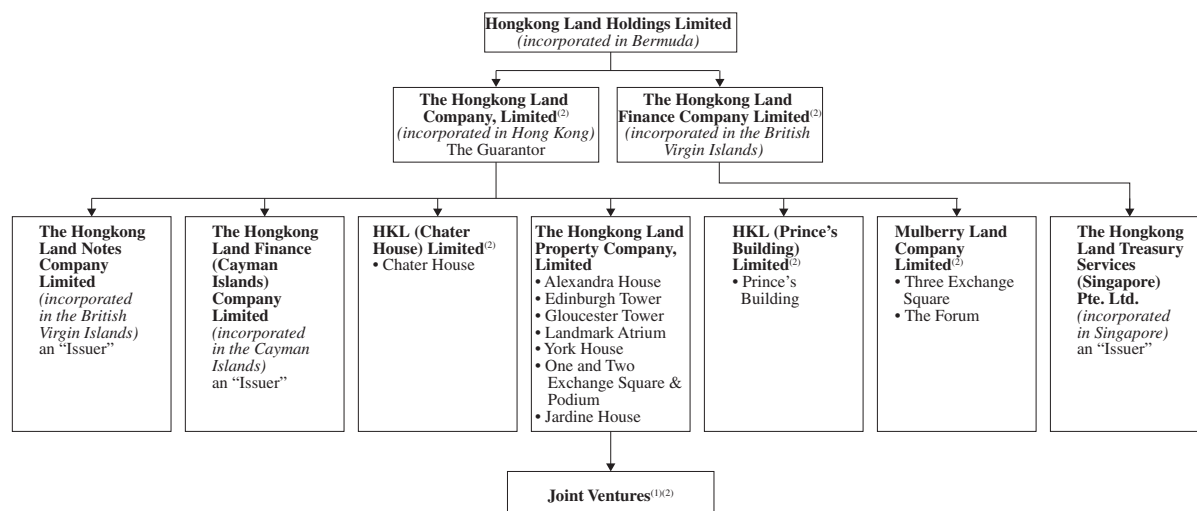 Hongkong Land Holdings Limited
(incorporated in Bermuda)
The Hongkong Land
Company, Limited(2)
(incorporated in Hong Kong)
The Guarantor
The Hongkong Land
Finance Company Limited(2)
(incorporated in the British
Virgin Islands)
The Hongkong
Land Notes
Company
Limited
(incorporated
in the British
Virgin Islands)
an “Issuer”
The Hongkong
Land Finance
(Cayman
Islands)
Company
Limited
(incorporated
in the Cayman
Islands)
an “Issuer”
HKL (Chater
House) Limited(2)
• Chater House
The Hongkong Land
Property Company,
Limited
• Alexandra House
• Edinburgh Tower
• Gloucester Tower
• Landmark Atrium
• York House
• One and Two
Exchange Square &
Podium
• Jardine House
HKL (Prince’s
Building)
Limited(2)
• Prince’s
Building
Mulberry Land
Company
Limited(2)
• Three Exchange
Square
• The Forum
The Hongkong
Land Treasury
Services
(Singapore)
Pte. Ltd.
(incorporated
in Singapore)
an “Issuer”
Joint Ventures(1)(2)